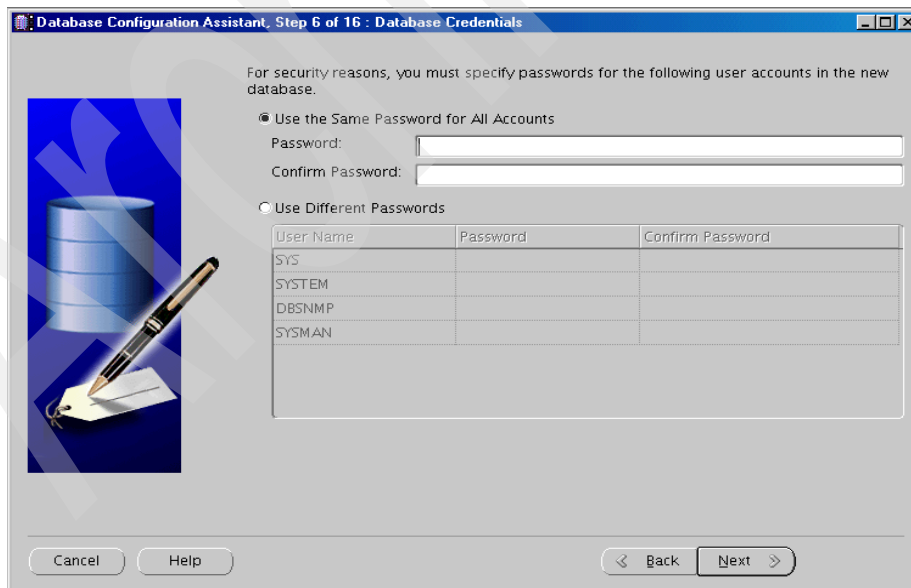 Database Configuration Assistant, Step 6 of 16 : Database Credentials
For security reasons, you must specify passwords for the following user accounts in the new
database.
Use the Same Password for All Accounts
Password:
Confirm Password:
Use Different Passwords
User Name Password Confirm Password
SYS
SYSTEM
DBSNMP
SYSMAN
Cancel Help Back Next